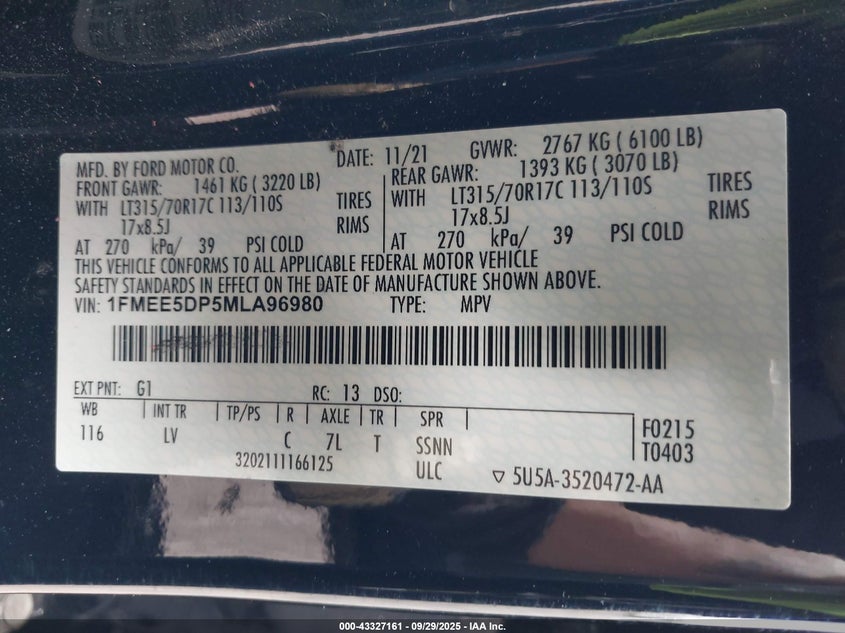 MFD. BY FORD MOTOR CO. DATE: 11/21 GVWR: 2767 KG ( 6100 LB)
FRONT GAWR: 1461 KG ( 3220 LB) REAR GAWR: 1393 KG ( 3070 LB)
WITH LT315/70R17C 113/110S TIRES WITH LT315/70R17C 113/110S TIRES
17x8.5J RIMS 17x8.5J RIMS
AT 270 kPa/ 39 PSI COLD AT 270 kPa/ 39 PSI COLD
THIS VEHICLE CONFORMS TO ALL APPLICABLE FEDERAL MOTOR VEHICLE
SAFETY STANDARDS IN EFFECT ON THE DATE OF MANUFACTURE SHOWN ABOVE.
VIN: 1FMEE5DP5MLA96980 TYPE: MPV
EXT PNT: G1 RC: 13 DSO:
WB INT TR TP/PS R AXLE TR SPR
116 LV C 7L T SSNN
F0215
T0403
3202111166125 ULC ▽ 5U5A-3520472-AA
000-43327161 - 09/29/2025 - IAA Inc.